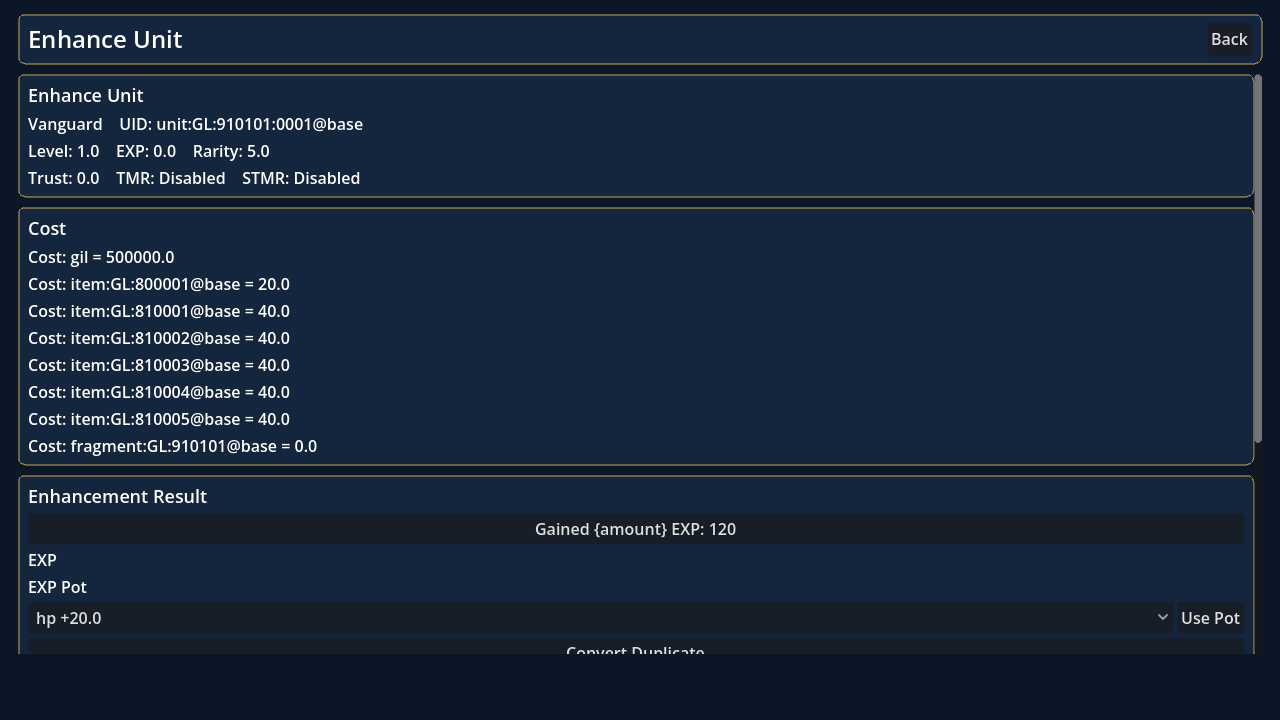 Enhance Unit
Back
Enhance Unit
Vanguard UID: unit:GL:910101:0001@base
Level: 1.0 EXP: 0.0 Rarity: 5.0
Trust: 0.0 TMR: Disabled STMR: Disabled
Cost
Cost: gil = 500000.0
Cost: item:GL:800001@base = 20.0
Cost: item:GL:810001@base = 40.0
Cost: item:GL:810002@base = 40.0
Cost: item:GL:810003@base = 40.0
Cost: item:GL:810004@base = 40.0
Cost: item:GL:810005@base = 40.0
Cost: fragment:GL:910101@base = 0.0
Enhancement Result
Gained {amount} EXP: 120
EXP
EXP Pot
hp +20.0
Use Pot
Convert Duplicate